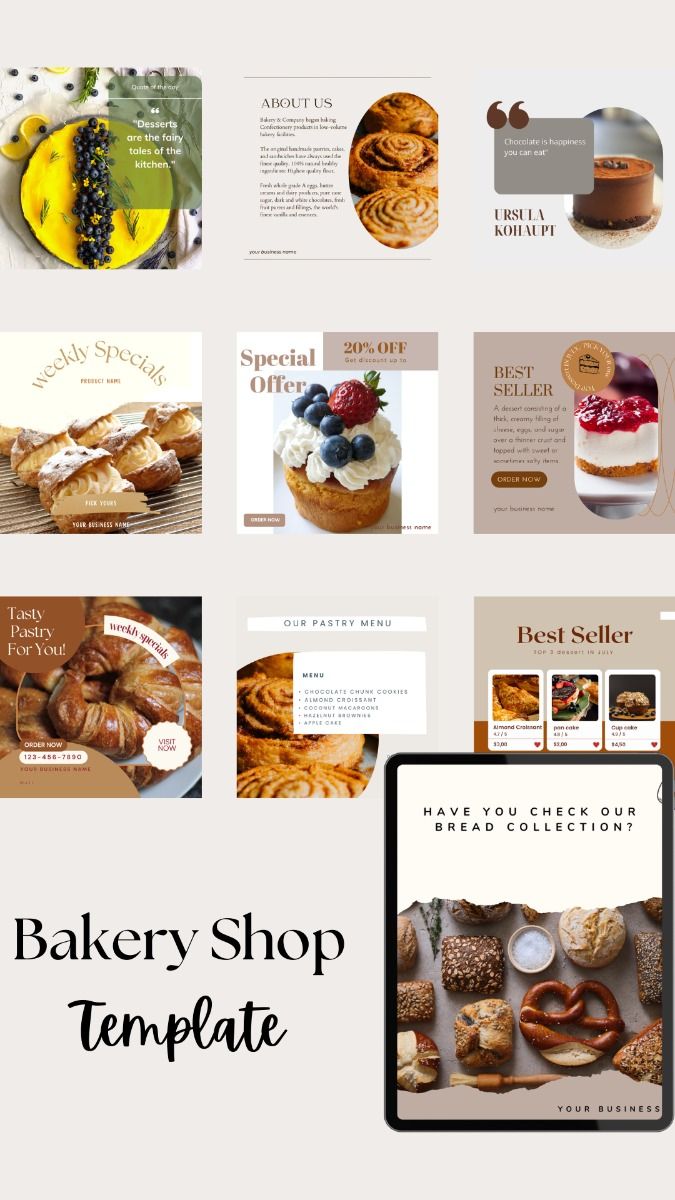 Quote of the day
“
"Desserts
are the fairy
tales of the
kitchen."
ABOUT US
Bakery & Company began baking
Confectionery products in low-volume
bakery facilities.
The original handmade pastries, cakes,
and sandwiches have always used the
finest quality. 100% natural healthy
ingredients Highest quality flour.
Fresh whole grade A eggs, butter
creams and dairy products, pure cane
sugar, dark and white chocolates, fresh
fruit purees and fillings, the world's
finest vanilla and essences.
your business name
“
Chocolate is happiness
you can eat"
URSULA
KOHAUPT
weekly Specials
PRODUCT NAME
PICK YOURS
YOUR BUSINESS NAME
Special
Offer
20% OFF
Get discount up to
ORDER NOW
your business name
BEST
SELLER
A dessert consisting of a
thick, creamy filling of
cheese, eggs, and sugar
over a thinner crust and
topped with sweet or
sometimes salty items.
ORDER NOW
your business name
Tasty
Pastry
For You!
weekly specials
ORDER NOW
123-456-7890
YOUR BUSINESS NAME
VISIT
NOW
OUR PASTRY MENU
MENU
• CHOCOLATE CHUNK COOKIES
• ALMOND CROISSANT
• COCONUT MACAROONS
• HAZELNUT BROWNIES
• APPLE CAKE
Best Seller
TOP 3 dessert IN JULY
Almond Croissant
4.7 / 5
$3,00
pan cake
4.8 / 5
$5,00
Cup cake
4.9 / 5
$4,50
HAVE YOU CHECK OUR
BREAD COLLECTION?
YOUR BUSINESS
Bakery Shop
Template